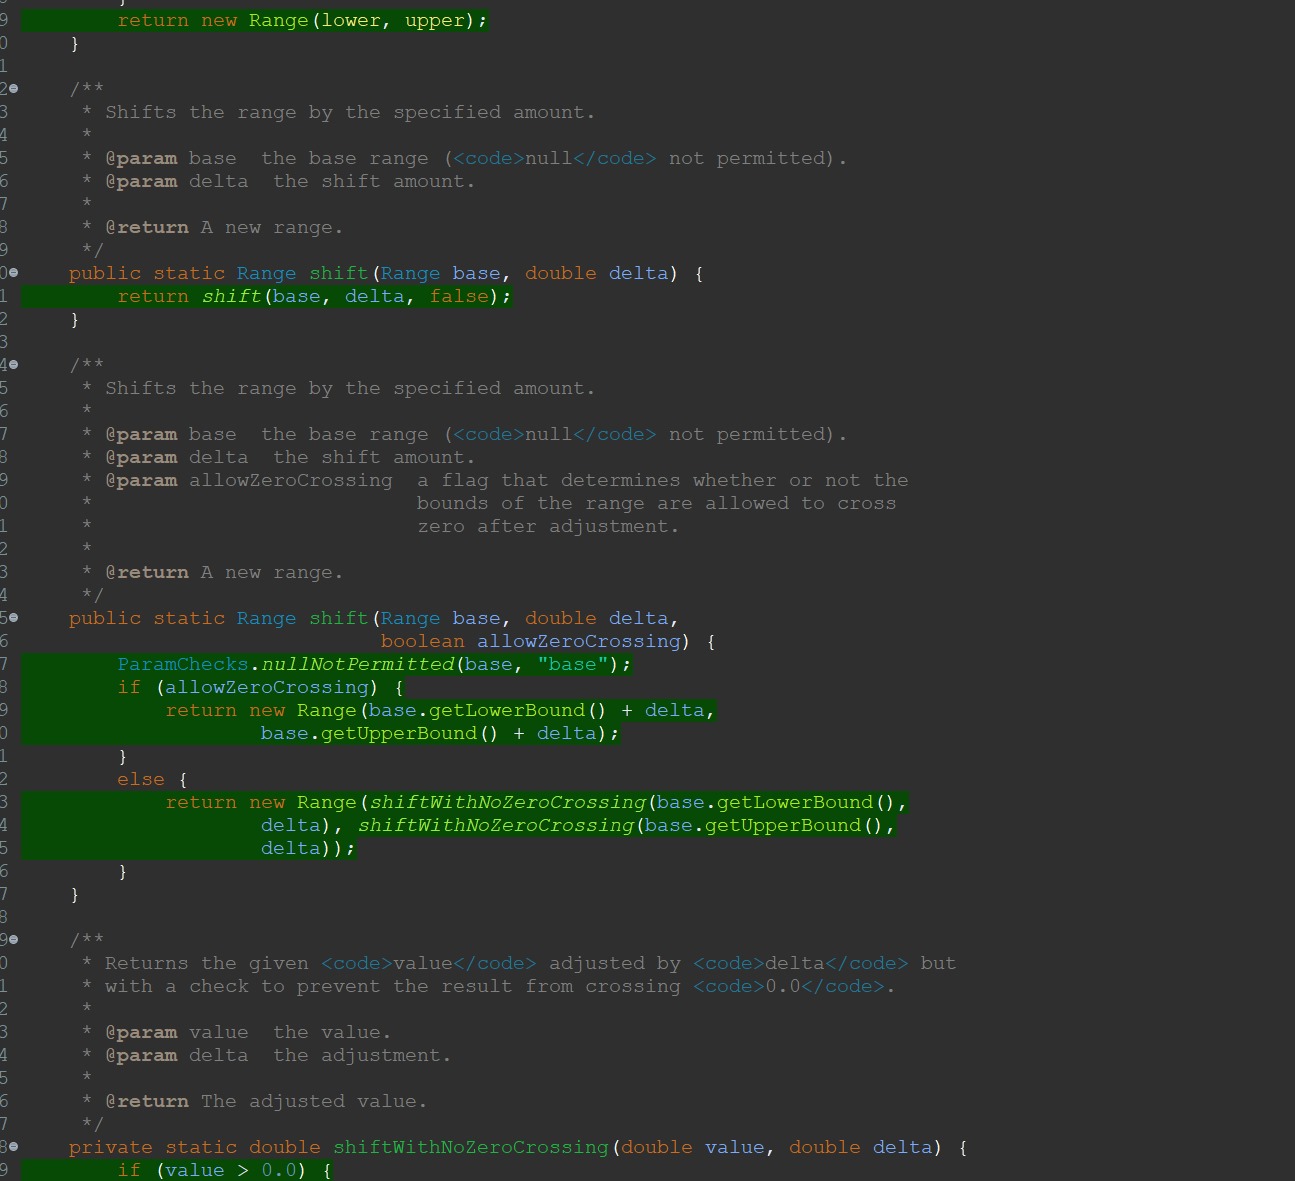 9         return new Range(lower, upper);
0     }
1
2     /**
3      * Shifts the range by the specified amount.
4      *
5      * @param base  the base range (<code>null</code> not permitted).
6      * @param delta  the shift amount.
7      *
8      * @return A new range.
9      */
0     public static Range shift(Range base, double delta) {
1         return shift(base, delta, false);
2     }
3
4     /**
5      * Shifts the range by the specified amount.
6      *
7      * @param base  the base range (<code>null</code> not permitted).
8      * @param delta  the shift amount.
9      * @param allowZeroCrossing  a flag that determines whether or not the
0      *                           bounds of the range are allowed to cross
1      *                           zero after adjustment.
2      *
3      * @return A new range.
4      */
5     public static Range shift(Range base, double delta,
6                               boolean allowZeroCrossing) {
7         ParamChecks.nullNotPermitted(base, "base");
8         if (allowZeroCrossing) {
9             return new Range(base.getLowerBound() + delta,
0                     base.getUpperBound() + delta);
1         }
2         else {
3             return new Range(shiftWithNoZeroCrossing(base.getLowerBound(),
4                     delta), shiftWithNoZeroCrossing(base.getUpperBound(),
5                     delta));
6         }
7     }
8
9     /**
0      * Returns the given <code>value</code> adjusted by <code>delta</code> but
1      * with a check to prevent the result from crossing <code>0.0</code>.
2      *
3      * @param value  the value.
4      * @param delta  the adjustment.
5      *
6      * @return The adjusted value.
7      */
8     private static double shiftWithNoZeroCrossing(double value, double delta) {
9         if (value > 0.0) {